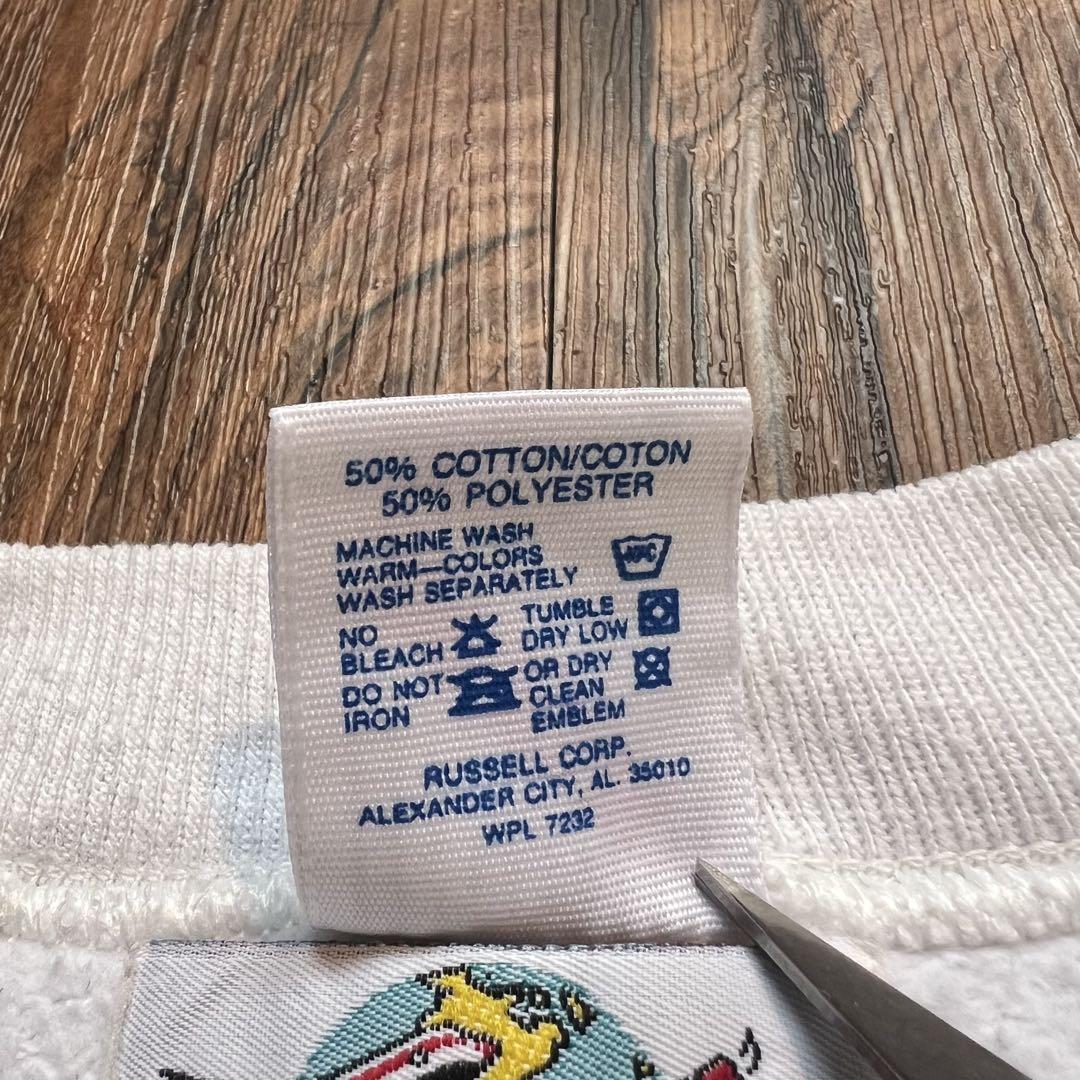 50% COTTON/COTON
50% POLYESTER
MACHINE WASH
WARM—COLORS
WASH SEPARATELY
NO
BLEACH
DO NOT
IRON
TUMBLE
DRY LOW
OR DRY
CLEAN
EMBLEM
RUSSELL CORP.
ALEXANDER CITY, AL. 35010
WPL 7232